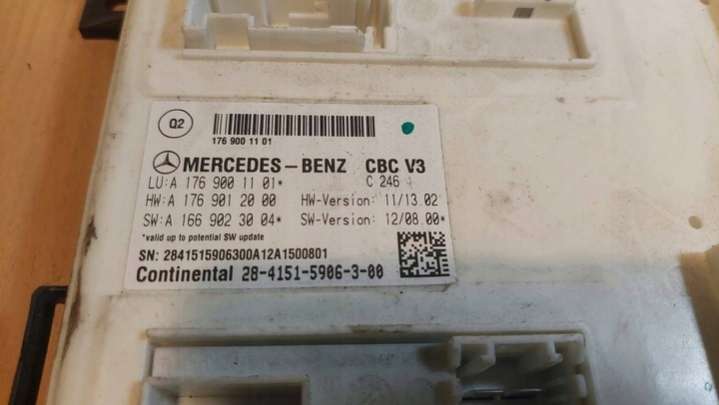 Q2
176 900 11 01
MERCEDES-BENZ CBC V3
LU: A 176 900 11 01* C 246
HW: A 176 901 20 00 HW-Version: 11/13.02
SW: A 166 902 30 04* SW-Version: 12/08.00*
*valid up to potential SW update
SN: 2841515906300A12A1500801
Continental 28-4151-5906-3-00